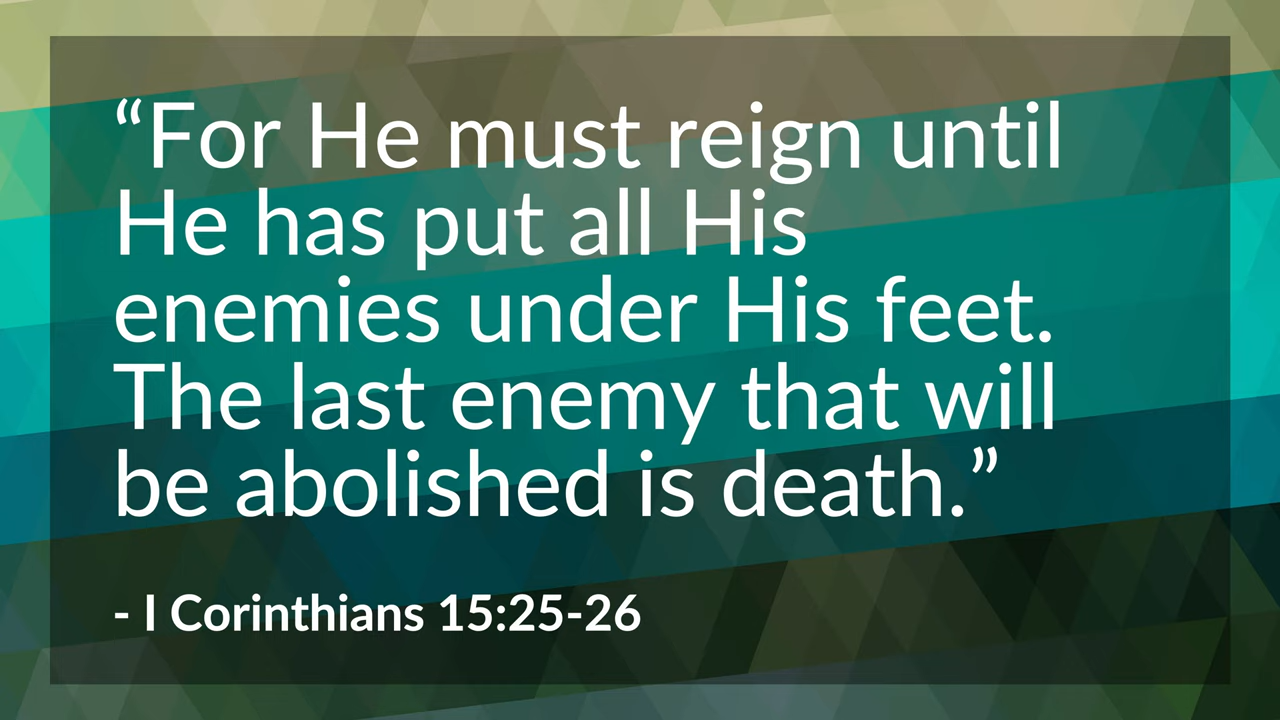 “For He must reign until
He has put all His
enemies under His feet.
The last enemy that will
be abolished is death.”
- I Corinthians 15:25-26